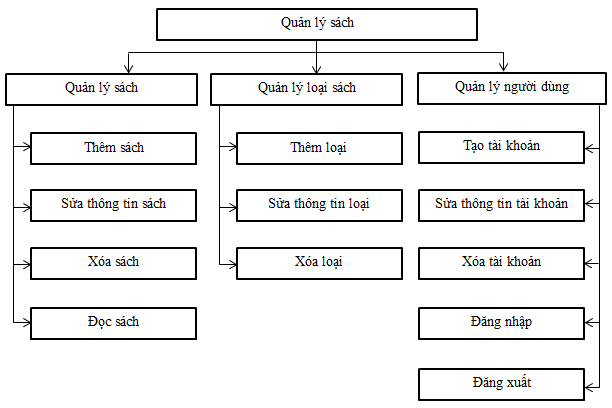 Quản lý sách
Quản lý sách
Quản lý loại sách
Quản lý người dùng
Thêm sách
Thêm loại
Tạo tài khoản
Sửa thông tin sách
Sửa thông tin loại
Sửa thông tin tài khoản
Xóa sách
Xóa loại
Xóa tài khoản
Đọc sách
Đăng nhập
Đăng xuất